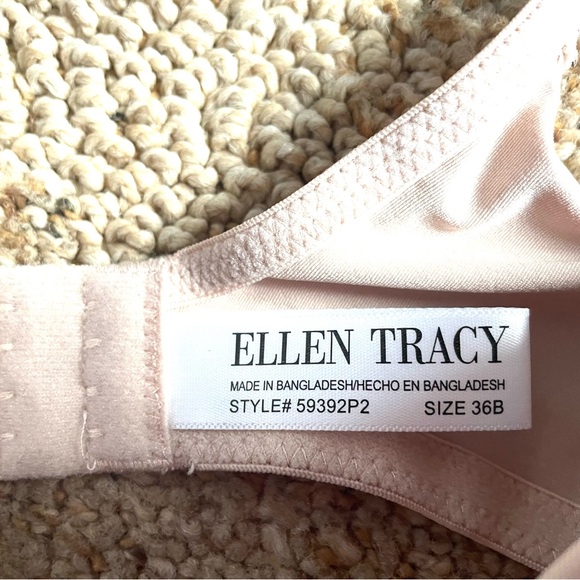 ELLEN TRACY
MADE IN BANGLADESH/HECHO EN BANGLADESH
STYLE# 59392P2 SIZE 36B